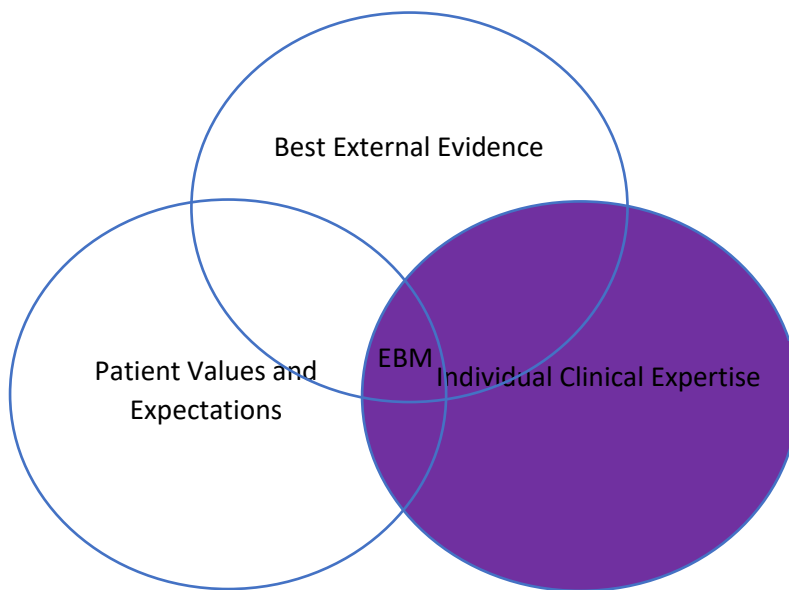 Best External Evidence
EBM
Patient Values and
Expectations
Individual Clinical Expertise